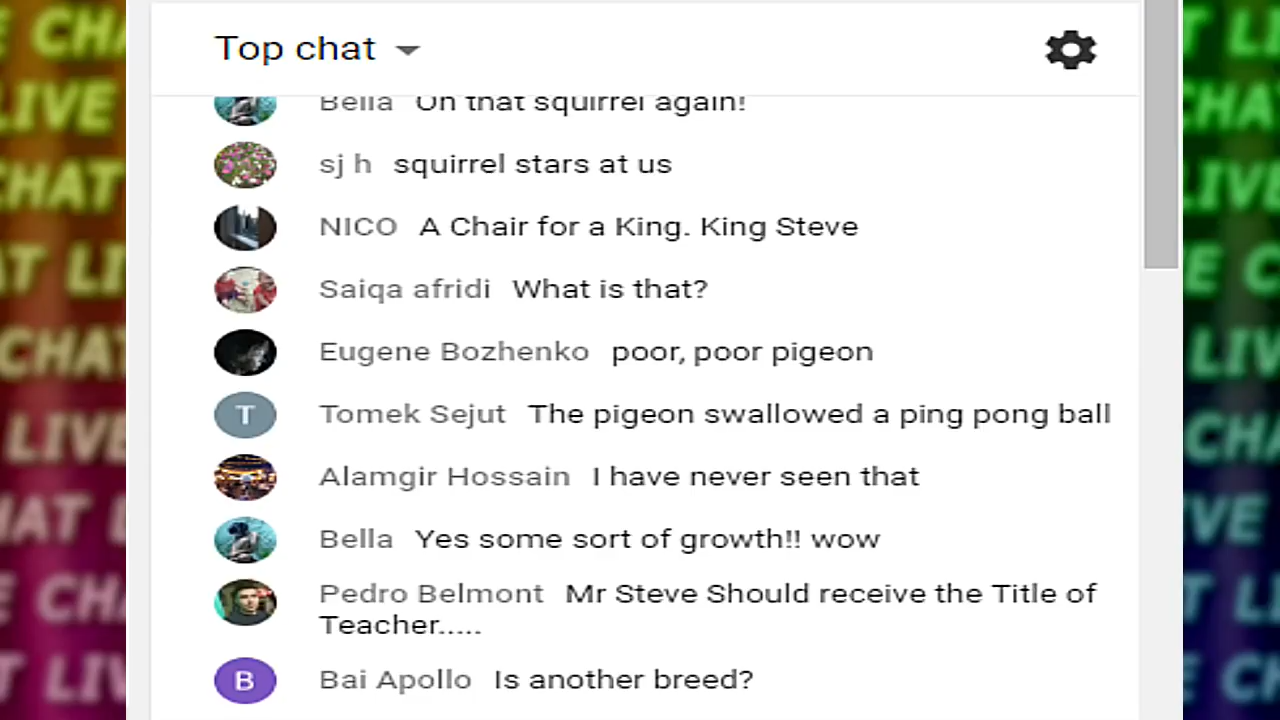 Top chat
Bella Oh that squirrel again!
sj h squirrel stars at us
NICO A Chair for a King. King Steve
Saiqa afridi What is that?
Eugene Bozhenko poor, poor pigeon
T Tomek Sejut The pigeon swallowed a ping pong ball
Alamgir Hossain I have never seen that
Bella Yes some sort of growth!! wow
Pedro Belmont Mr Steve Should receive the Title of
Teacher.....
B Bai Apollo Is another breed?